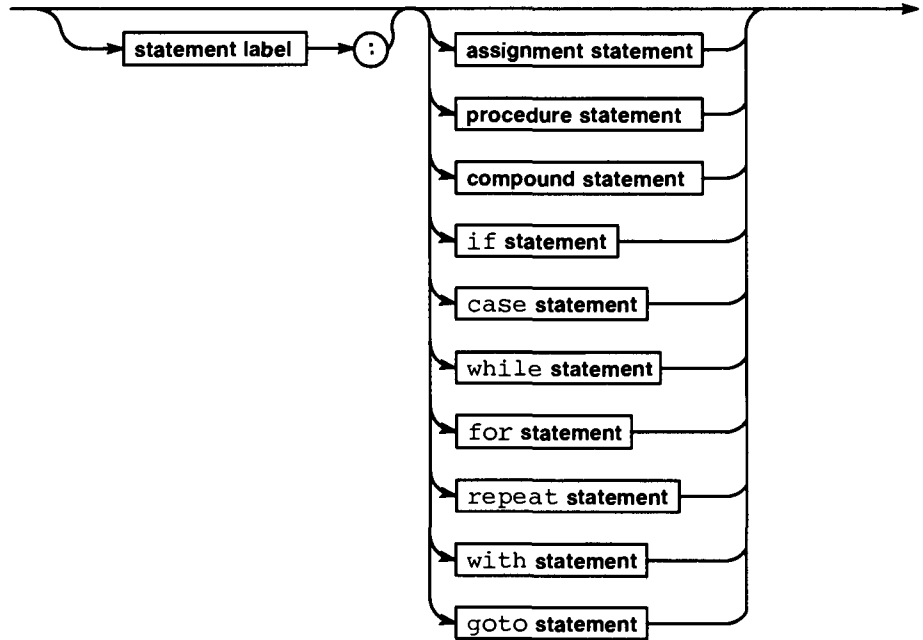 statement label :
assignment statement
procedure statement
compound statement
if statement
case statement
while statement
for statement
repeat statement
with statement
goto statement